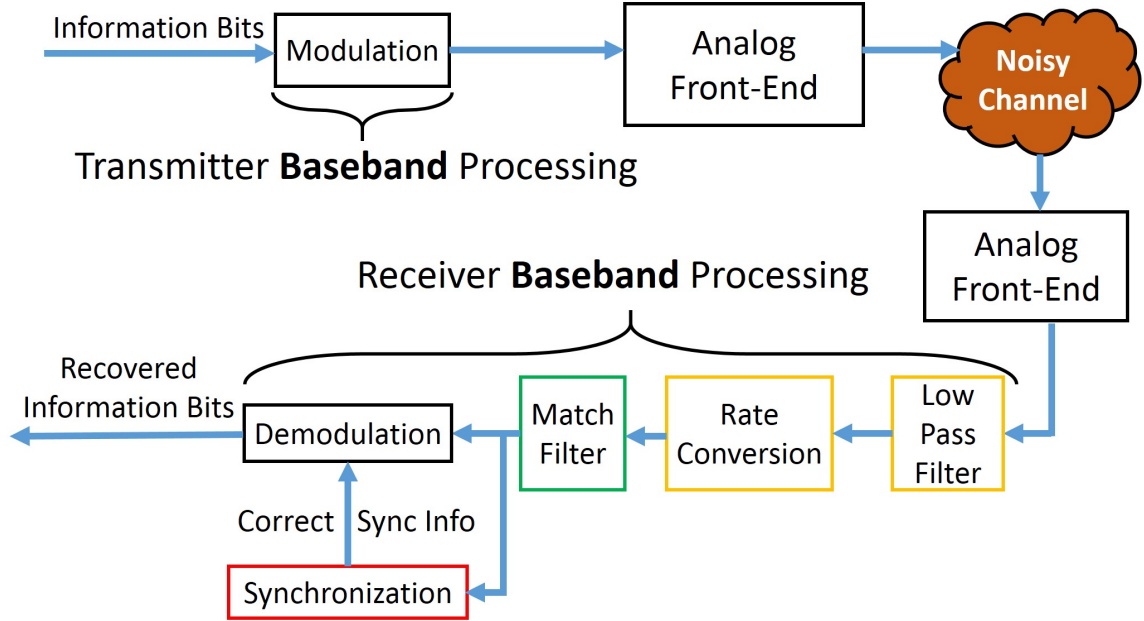 Information Bits
Modulation
Analog
Front-End
Noisy
Channel
Transmitter Baseband Processing
Analog
Front-End
Receiver Baseband Processing
Recovered
Information Bits
Demodulation
Match
Filter
Rate
Conversion
Low
Pass
Filter
Correct Sync Info
Synchronization